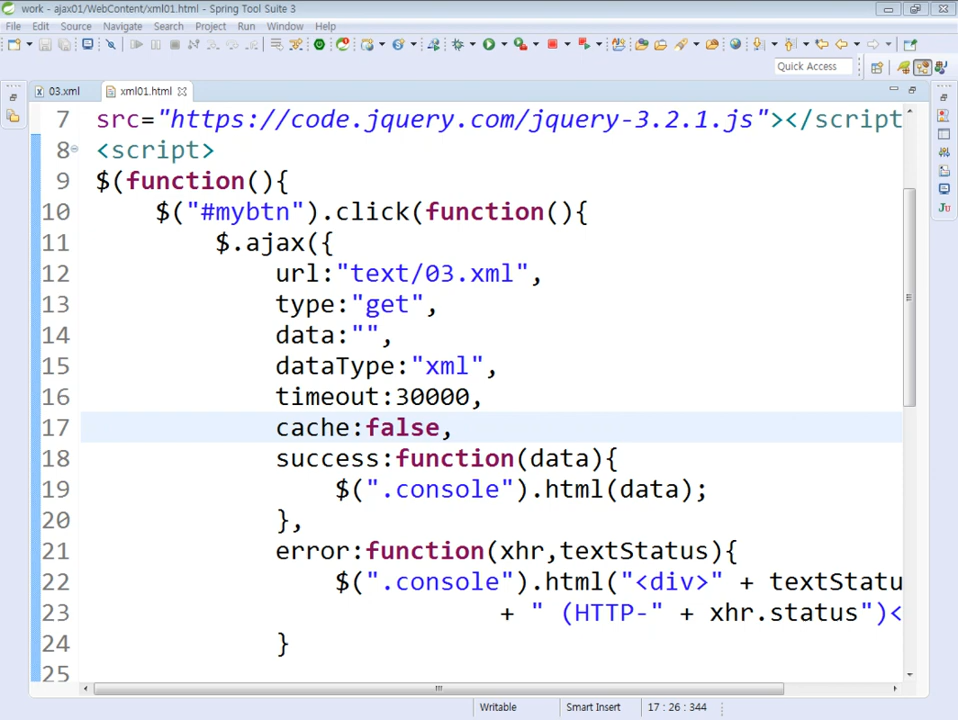 work - ajax01/WebContent/xml01.html - Spring Tool Suite 3
File Edit Source Navigate Search Project Run Window Help
Quick Access
03.xml xml01.html
7 src="https://code.jquery.com/jquery-3.2.1.js"></script
8 <script>
9 $(function(){
10 $("#mybtn").click(function(){
11 $.ajax({
12 url:"text/03.xml",
13 type:"get",
14 data:"",
15 dataType:"xml",
16 timeout:30000,
17 cache:false,
18 success:function(data){
19 $(".console").html(data);
20 },
21 error:function(xhr,textStatus){
22 $(".console").html("<div>" + textStatu
23 + " (HTTP-" + xhr.status")<
24 }
25
Writable Smart Insert 17 : 26 : 344